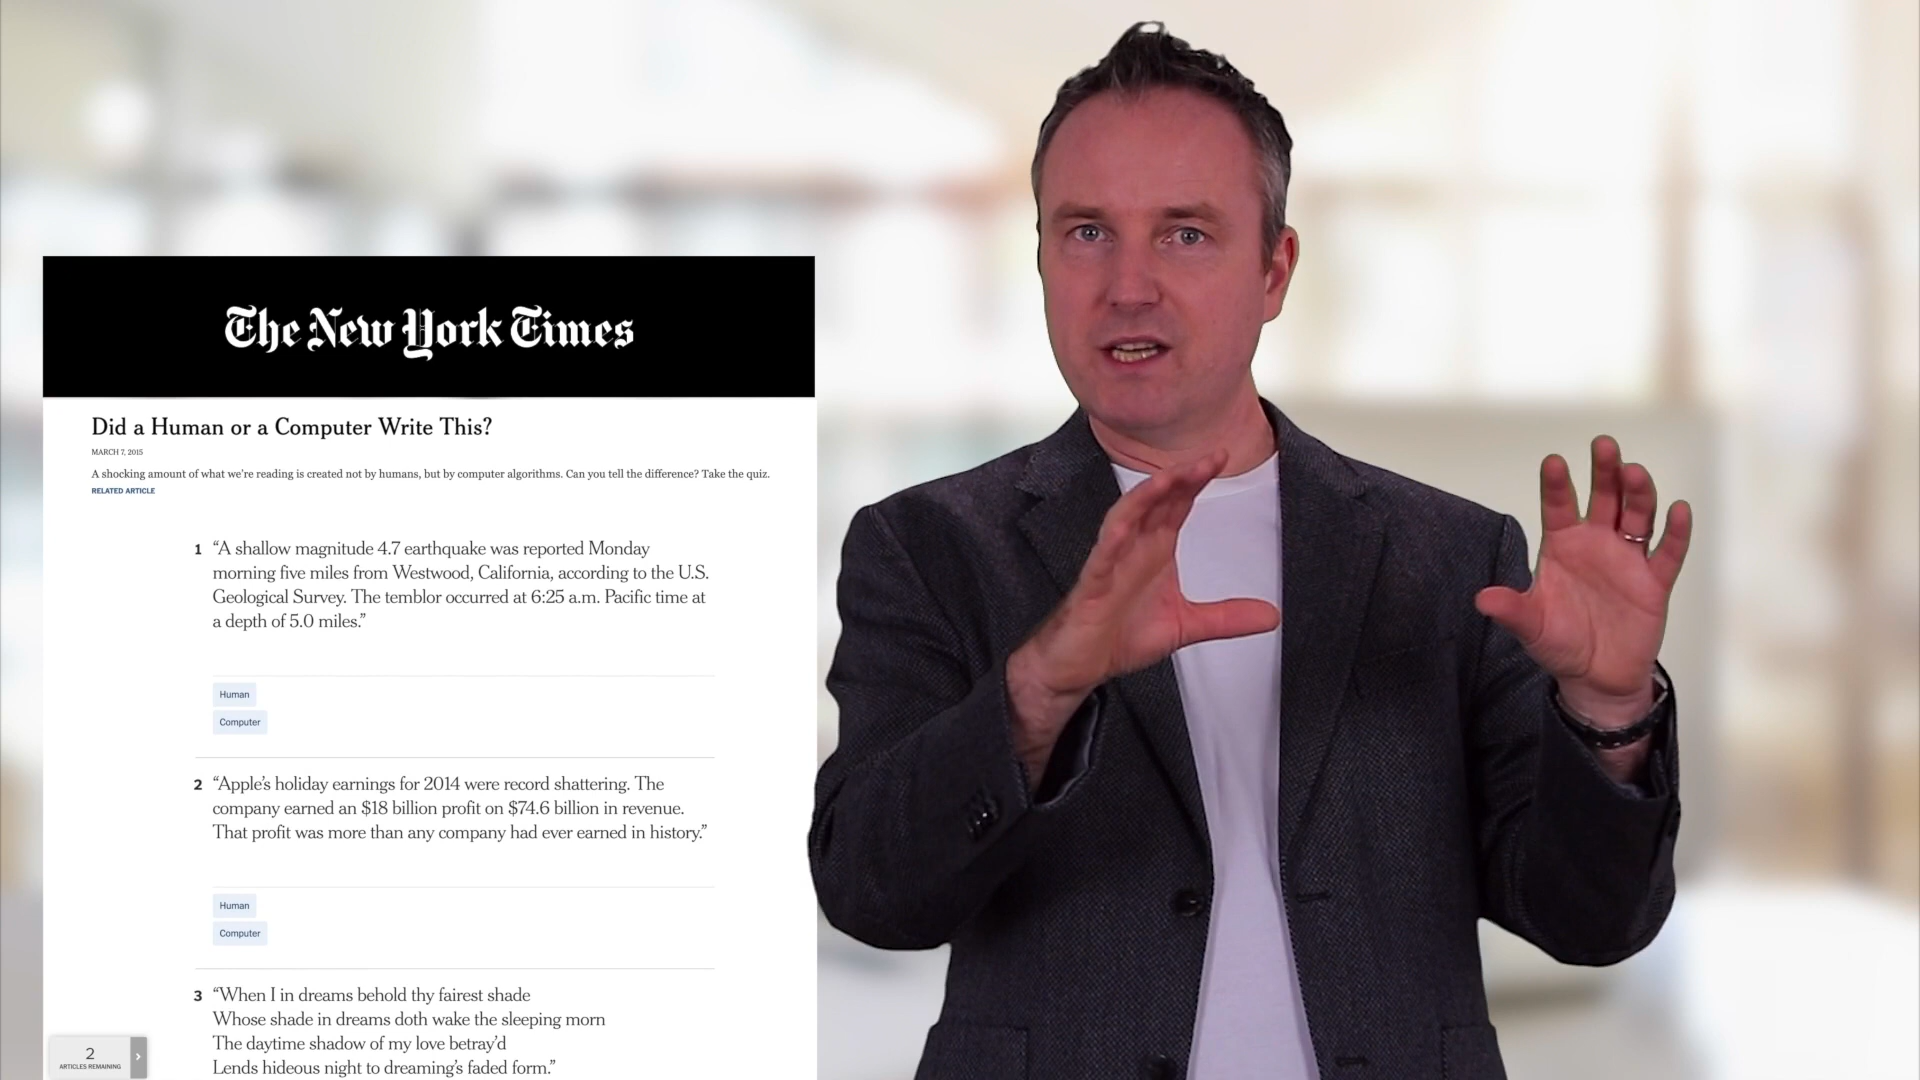 The New York Times
Did a Human or a Computer Write This?
MARCH 7, 2015
A shocking amount of what we're reading is created not by humans, but by computer algorithms. Can you tell the difference? Take the quiz.
RELATED ARTICLE
1 “A shallow magnitude 4.7 earthquake was reported Monday
morning five miles from Westwood, California, according to the U.S.
Geological Survey. The temblor occurred at 6:25 a.m. Pacific time at
a depth of 5.0 miles.”
Human
Computer
2 “Apple’s holiday earnings for 2014 were record shattering. The
company earned an $18 billion profit on $74.6 billion in revenue.
That profit was more than any company had ever earned in history.”
Human
Computer
3 “When I in dreams behold thy fairest shade
Whose shade in dreams doth wake the sleeping morn
The daytime shadow of my love betray’d
Lends hideous night to dreaming’s faded form.”
2
ARTICLES REMAINING